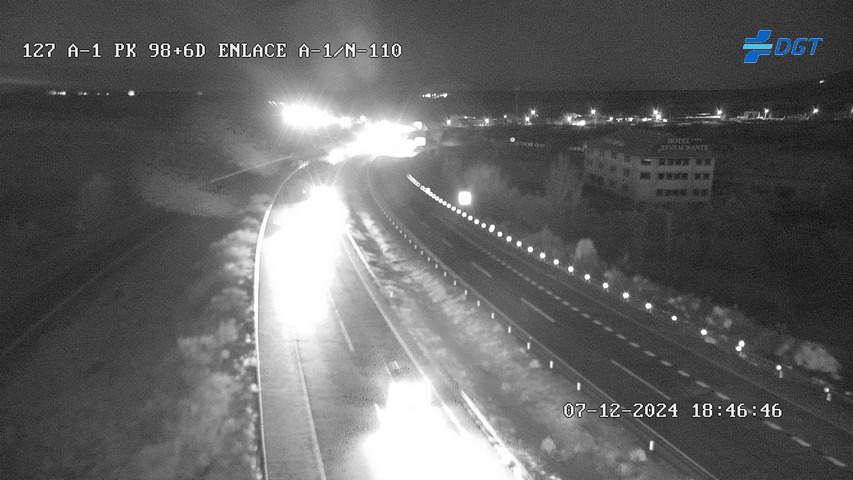 127 A-1 PK 98+6D ENLACE A-1/N-110
DGT
HOTEL
RESTAURANTE
07-12-2024 18:46:46